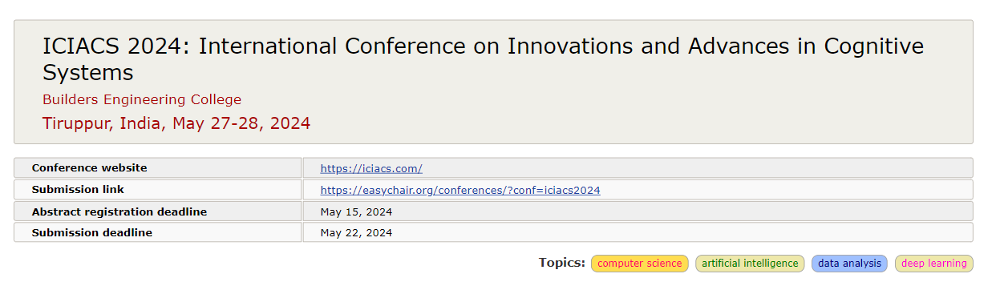 ICIACS 2024: International Conference on Innovations and Advances in Cognitive
Systems
Builders Engineering College
Tiruppur, India, May 27-28, 2024
Conference website https://iciacs.com/
Submission link https://easychair.org/conferences/?conf=iciacs2024
Abstract registration deadline May 15, 2024
Submission deadline May 22, 2024
Topics: computer science artificial intelligence data analysis deep learning